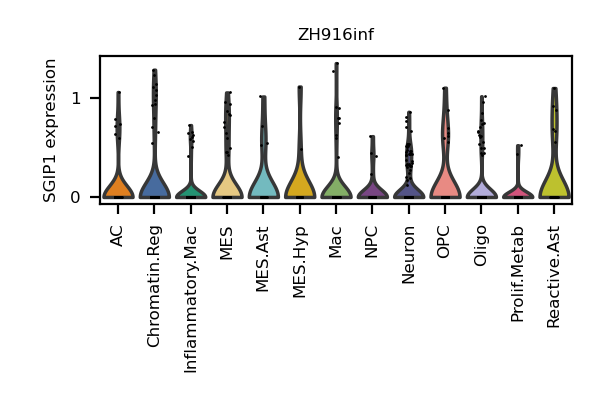 ZH916inf
SGIP1 expression
1
0
AC
Chromatin.Reg
Inflammatory.Mac
MES
MES.Ast
MES.Hyp
Mac
NPC
Neuron
OPC
Oligo
Prolif.Metab
Reactive.Ast